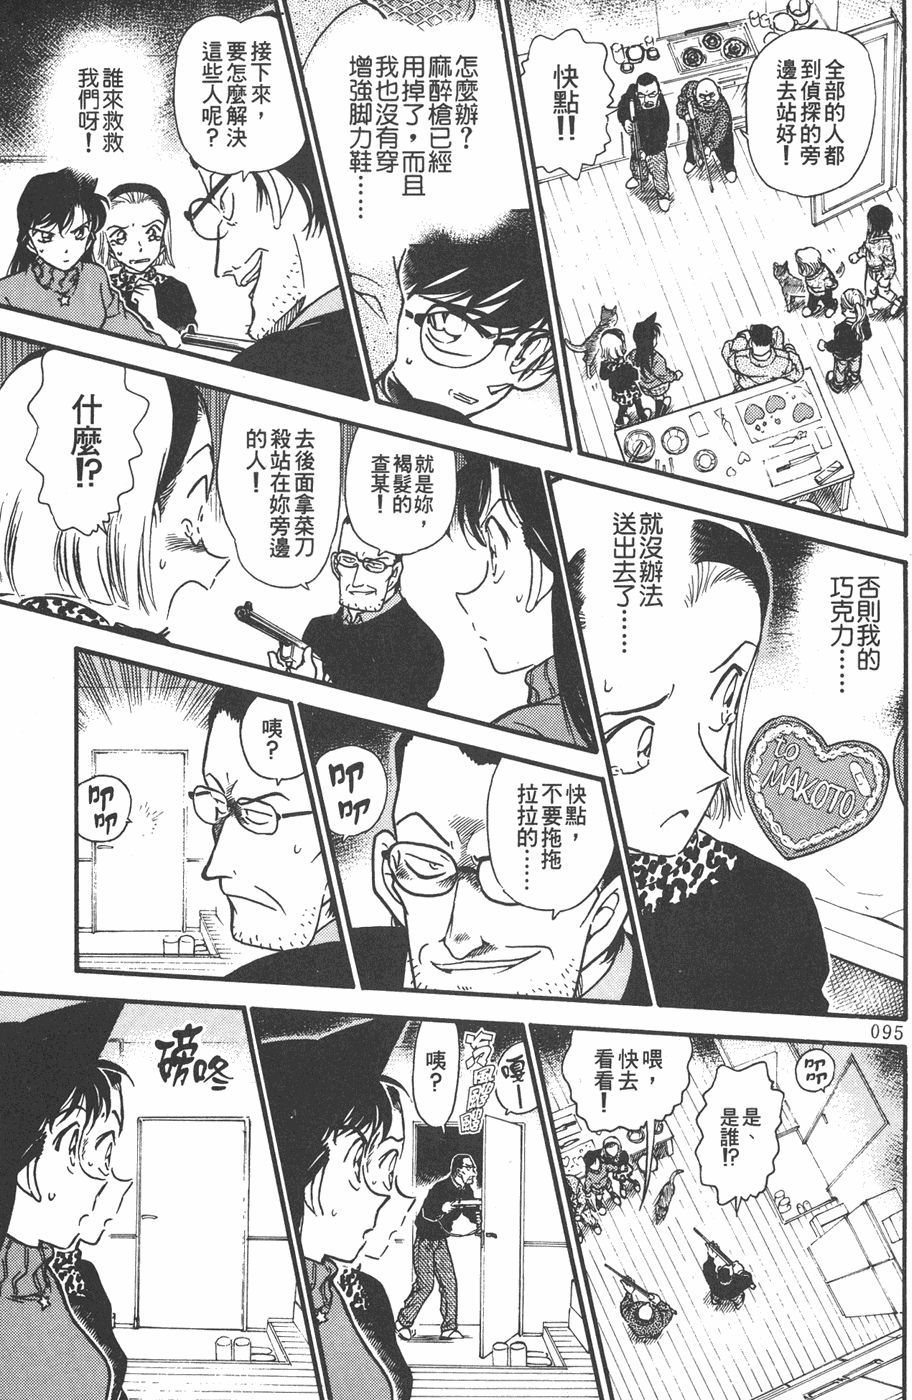 全部的人都
到偵探的旁
邊去站好！
快點!!
怎麼辦？
麻醉槍已經
用掉了，而且
我也沒有穿
增強脚力鞋……
接下來，
要怎麼解決
這些人呢？
誰來救救
我們呀！
否則我的
巧克力……
to
MAKOTO
就沒辦法
送出去了……
就是妳，
褐髮的
查某！
去後面拿菜刀
殺站在妳旁邊
的人！
什麼!?
快點，
不要拖拖
拉拉的……
叩叩
咦？
叩叩
095
叩叩
是、
是誰!?
喂，
快去
看看！
嘎－
咦？
磅咚